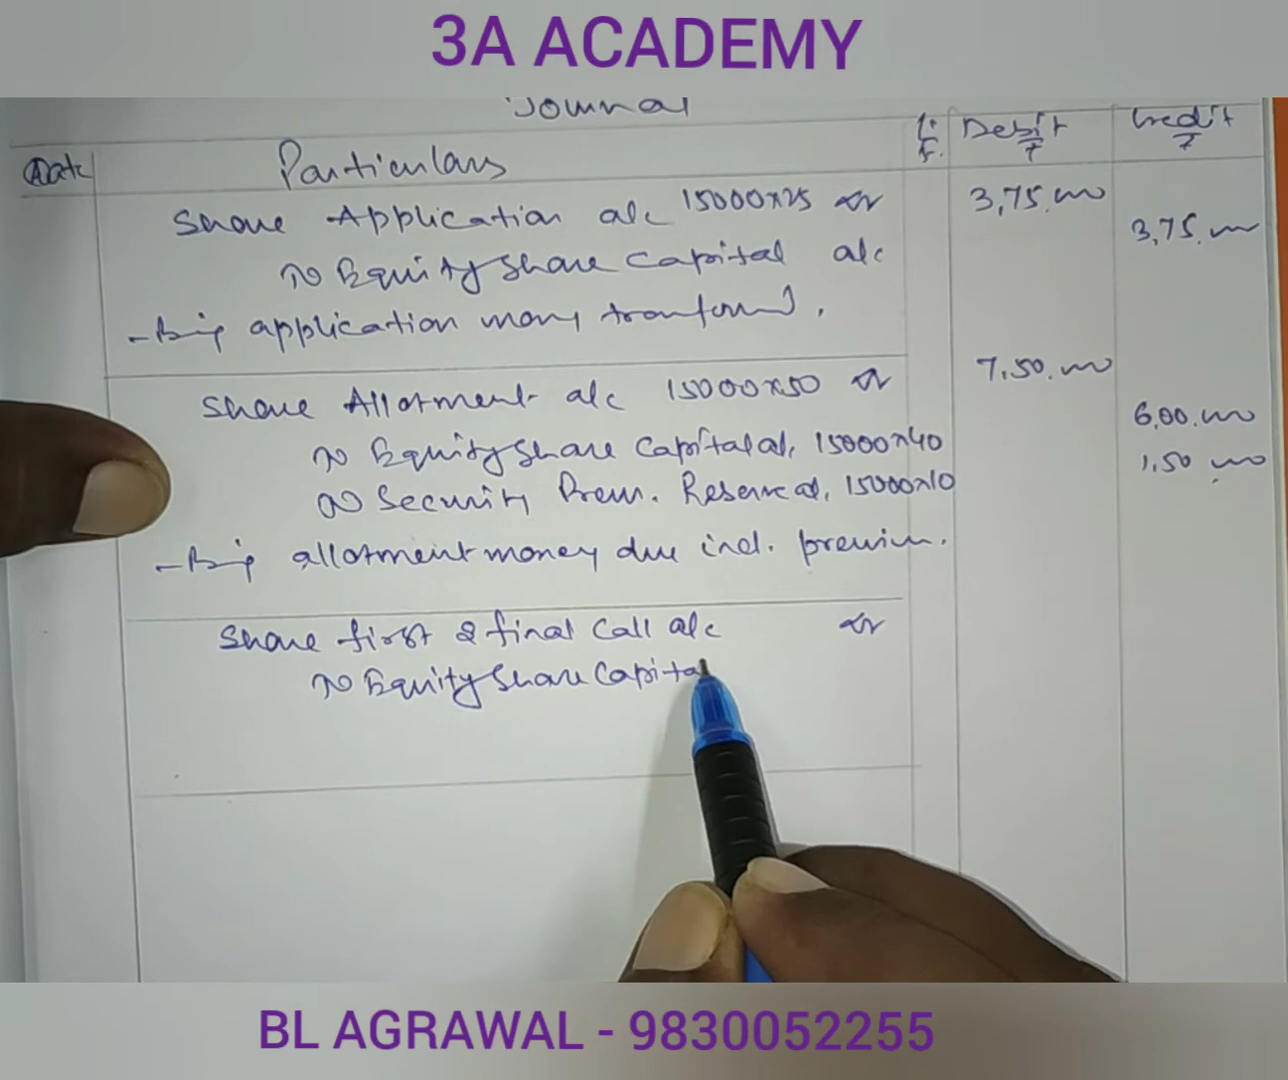 3A ACADEMY
Journal
Date Particulars L.F. Debit ₹ Credit ₹
Share Application a/c 15000x25 Dr 3,75,000
To Equity Share Capital a/c 3,75,000
- Being application money transferred.
Share Allotment a/c 15000x50 Dr 7,50,000
To Equity Share Capital a/c, 15000x40 6,00,000
To Security Prem. Reserve a/c, 15000x10 1,50,000
- Being allotment money due incl. premium.
Share first & final Call a/c Dr
To Equity Share Capita
BL AGRAWAL - 9830052255